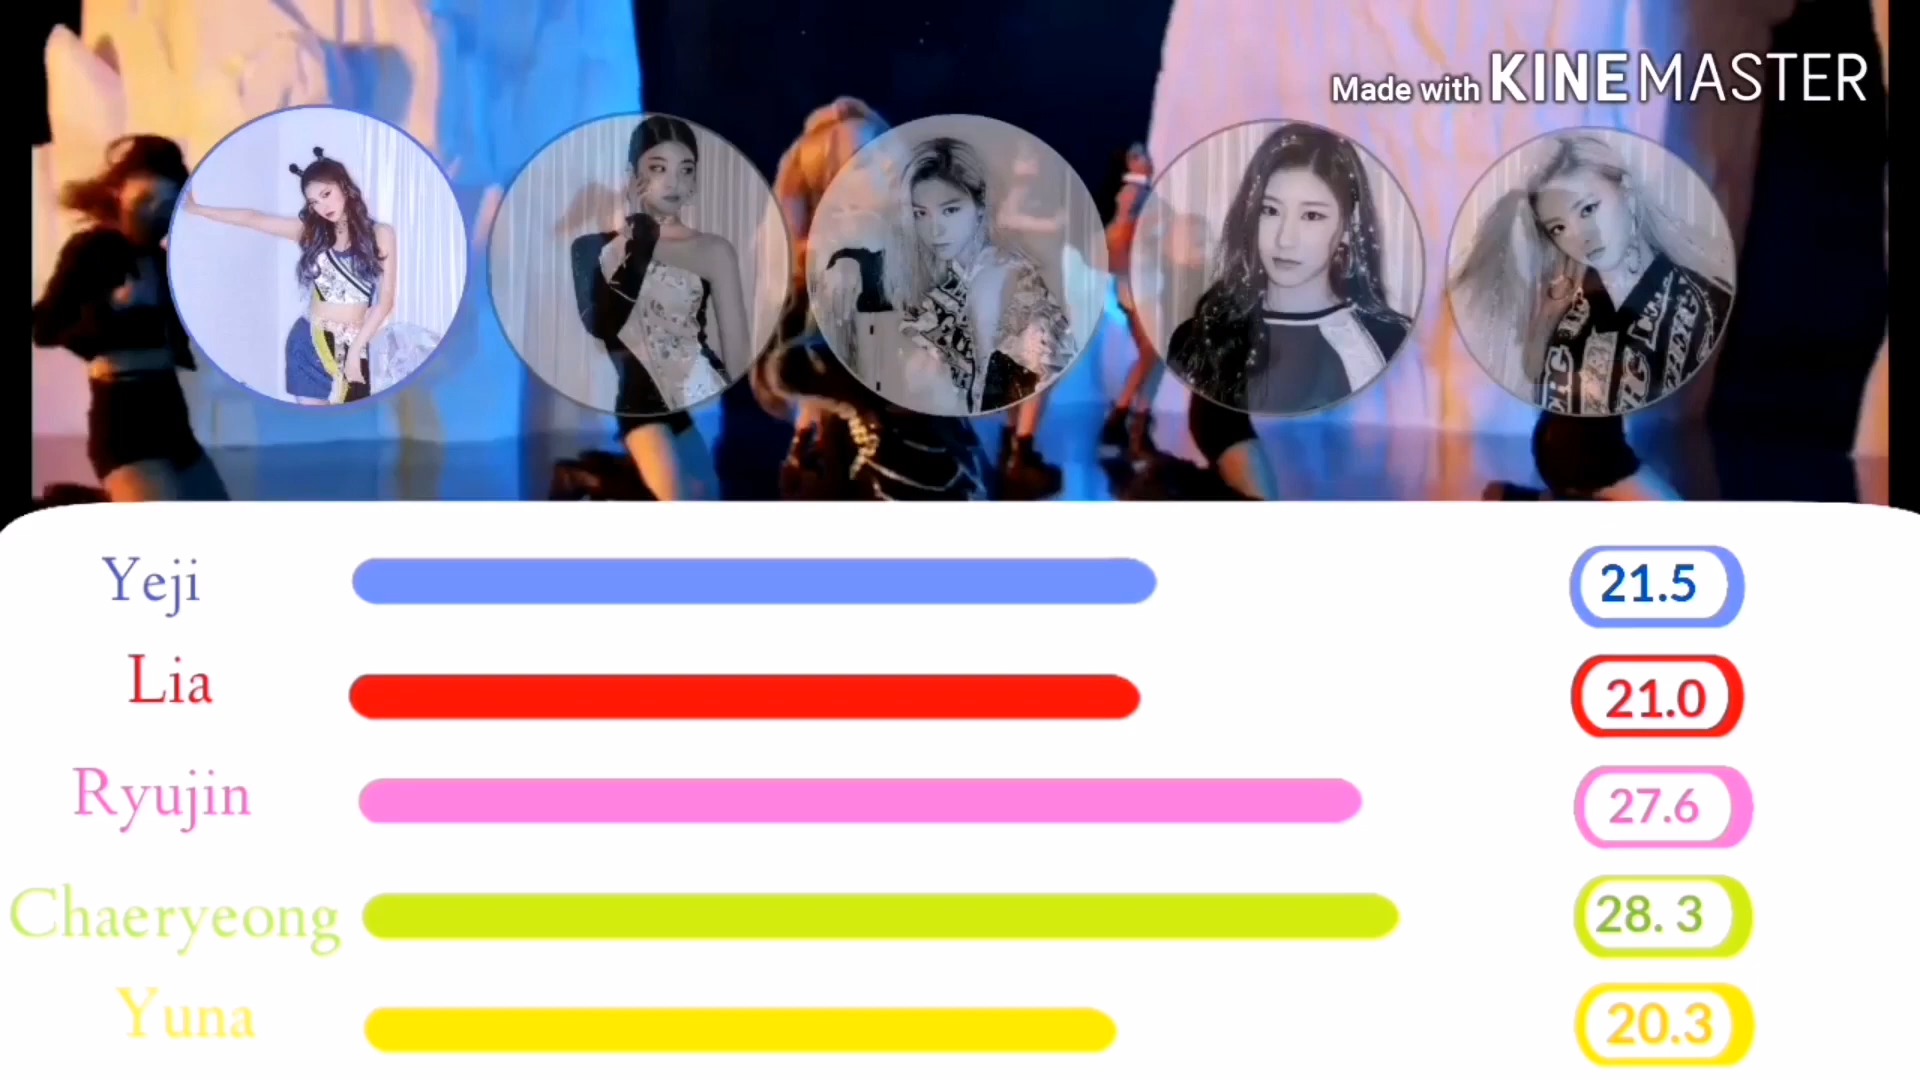 Made with KINEMASTER
Yeji 21.5
Lia 21.0
Ryujin 27.6
Chaeryeong 28. 3
Yuna 20.3